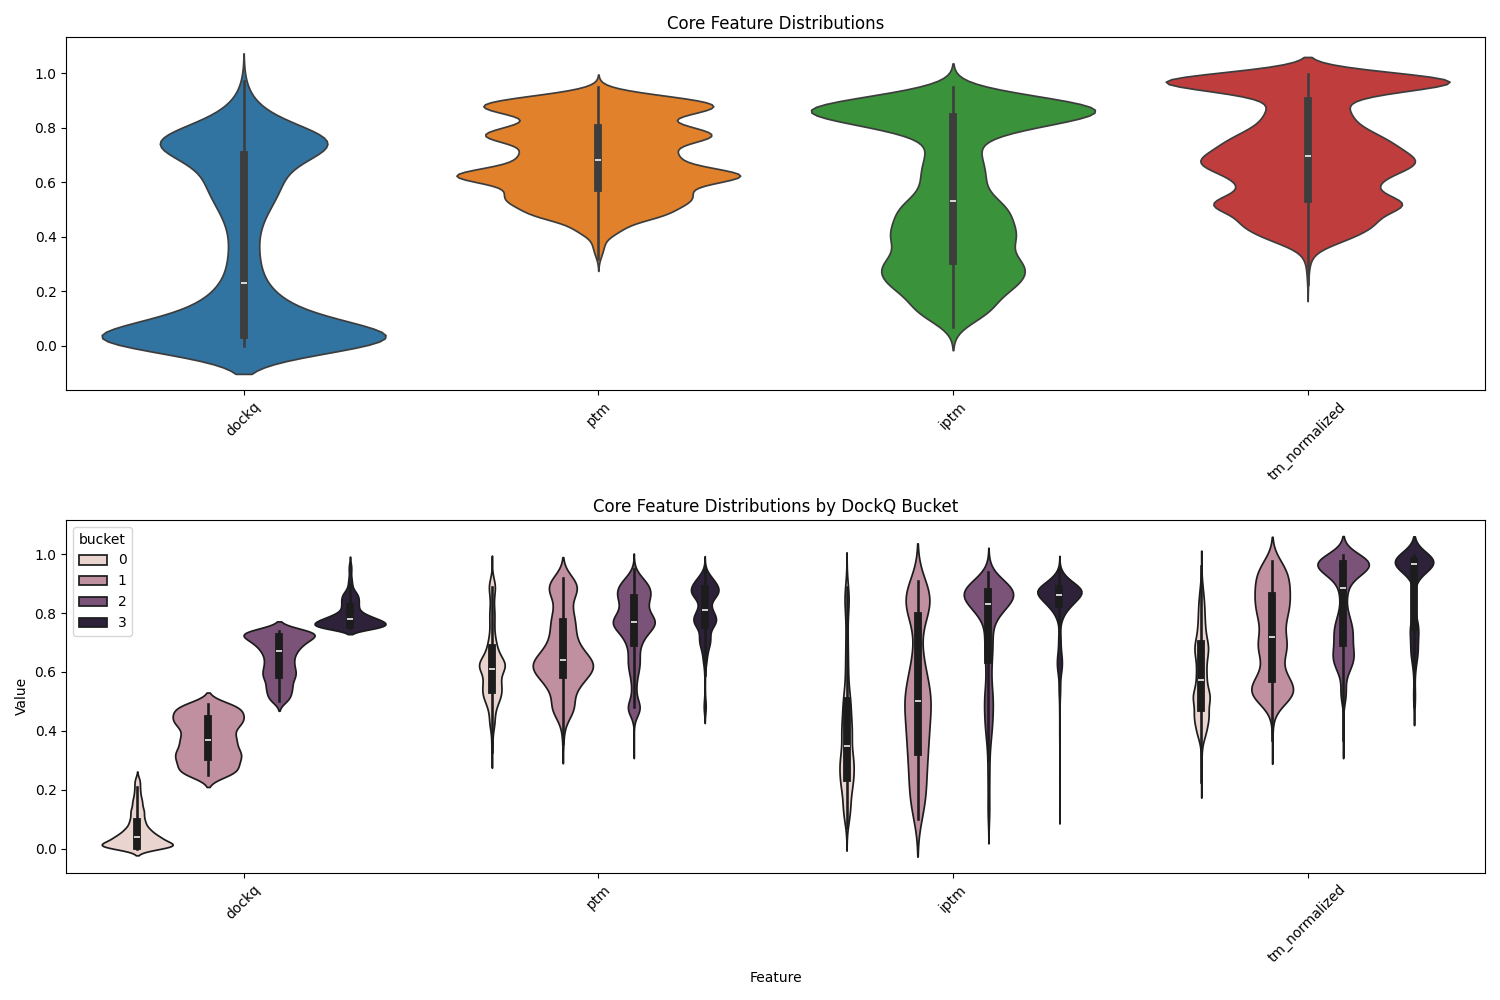 Core Feature Distributions
1.0
0.8
0.6
0.4
0.2
0.0
dockq
ptm
iptm
tm_normalized
Core Feature Distributions by DockQ Bucket
bucket
0
1
2
3
1.0
0.8
0.6
0.4
0.2
0.0
Value
dockq
ptm
iptm
tm_normalized
Feature